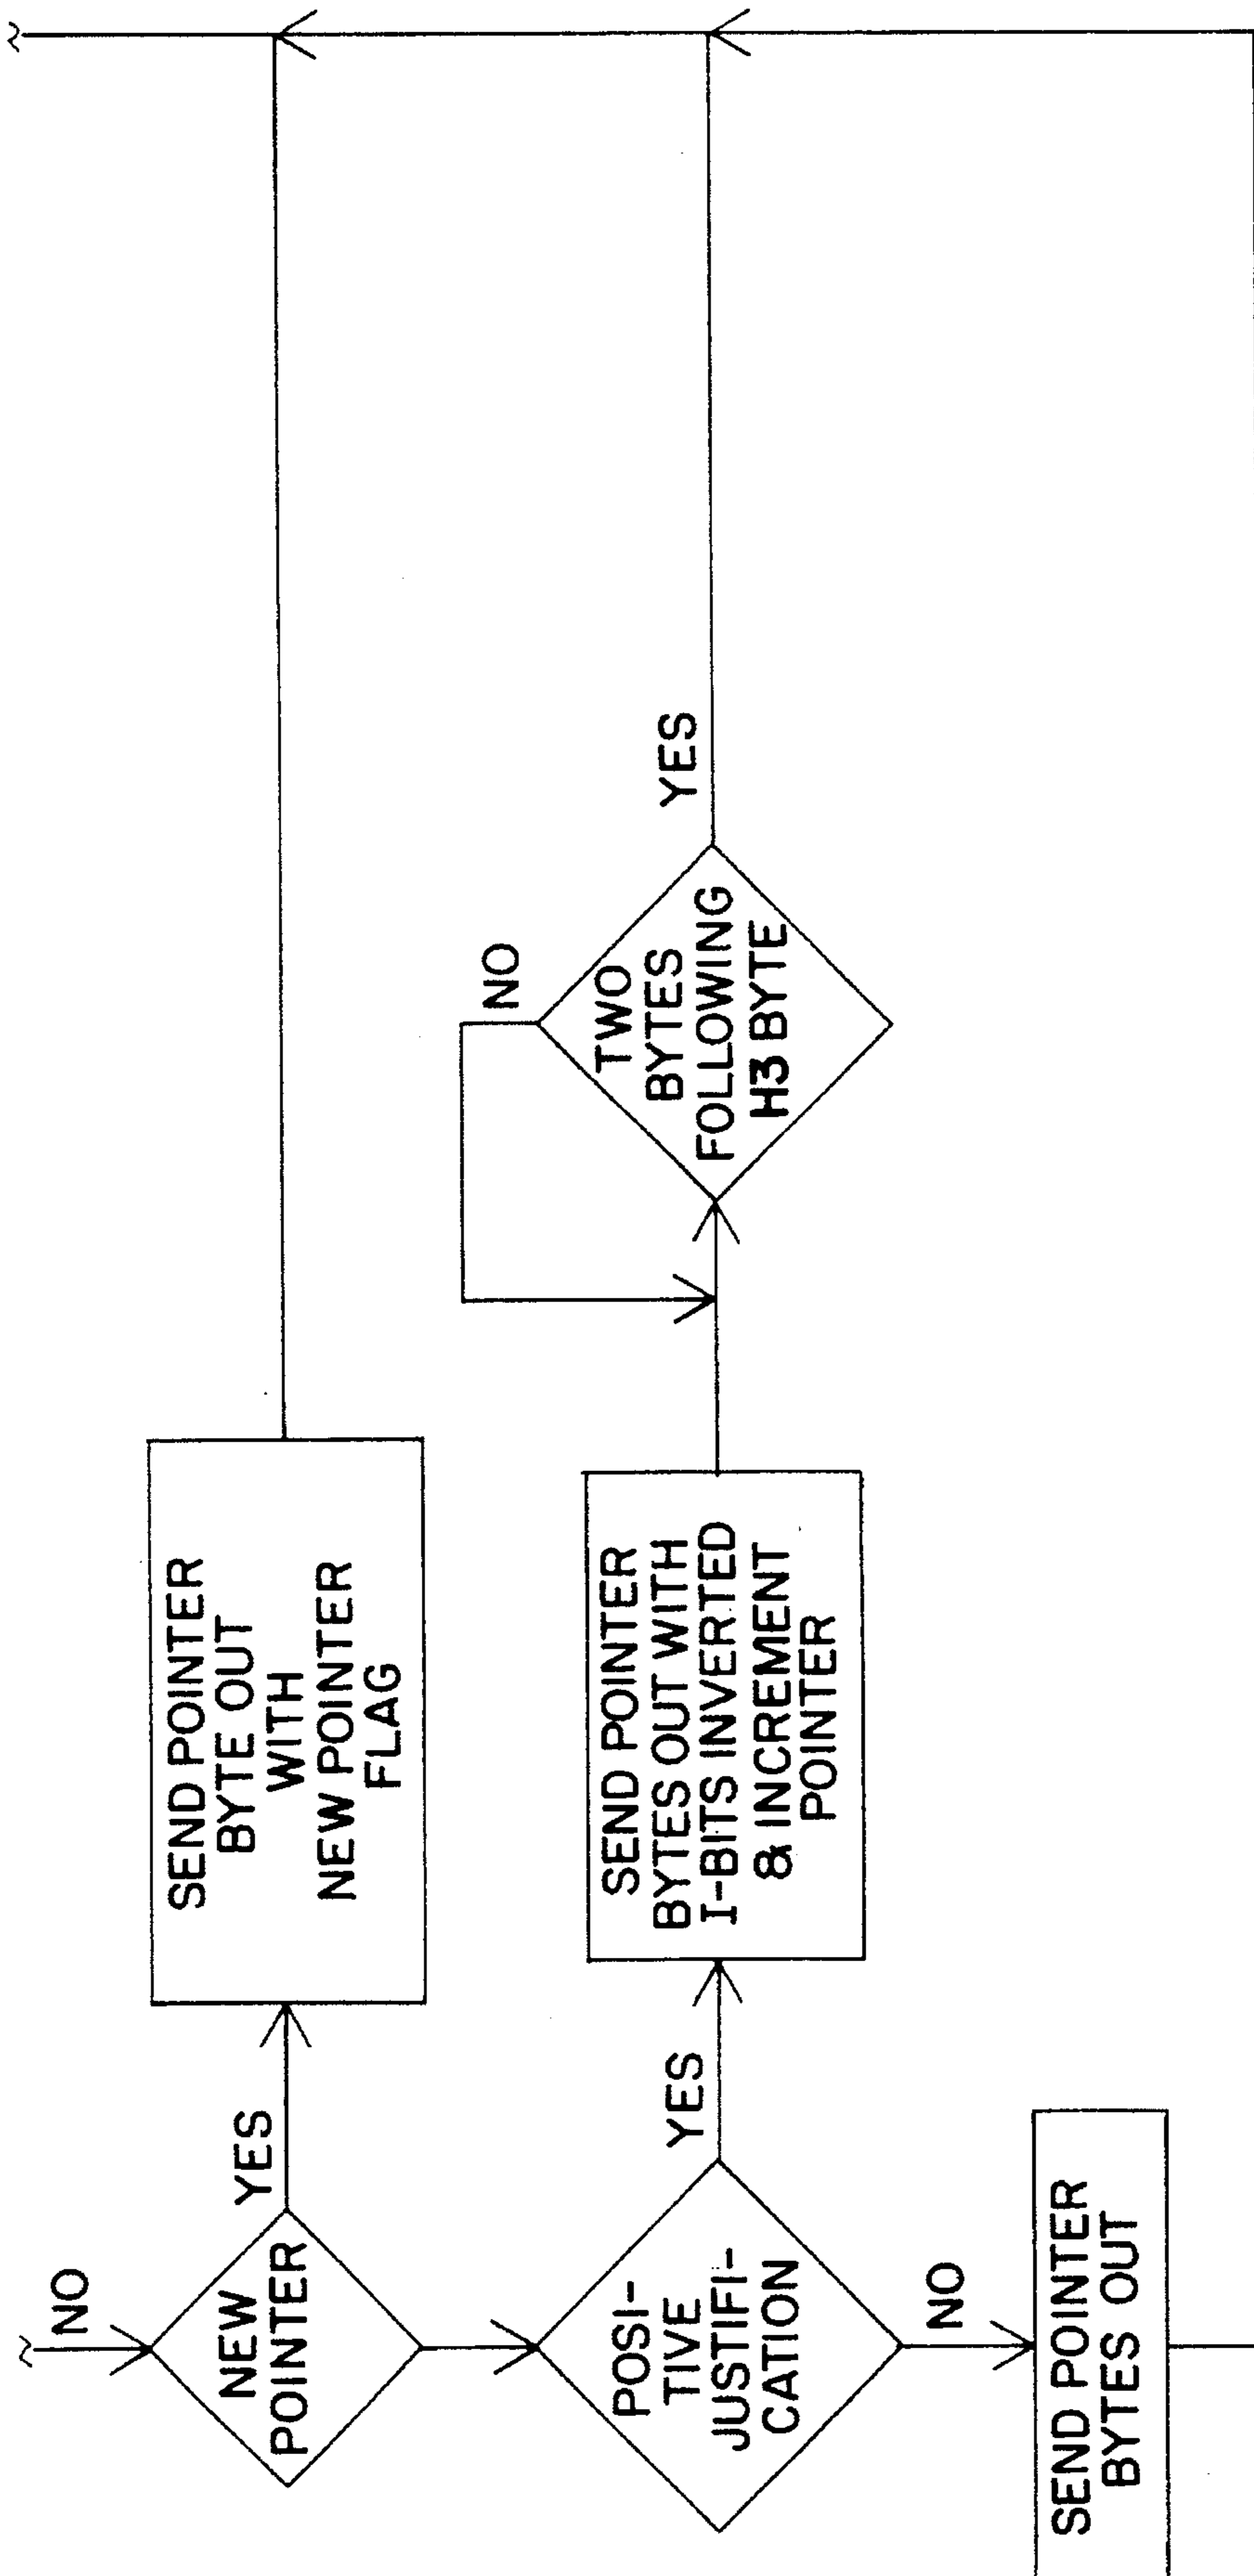 NO
NEW
POINTER
YES
SEND POINTER
BYTE OUT
WITH
NEW POINTER
FLAG
POSI-
TIVE
JUSTIFI-
CATION
YES
SEND POINTER
BYTES OUT WITH
I-BITS INVERTED
& INCREMENT
POINTER
NO
TWO
BYTES
FOLLOWING
H3 BYTE
YES
NO
SEND POINTER
BYTES OUT